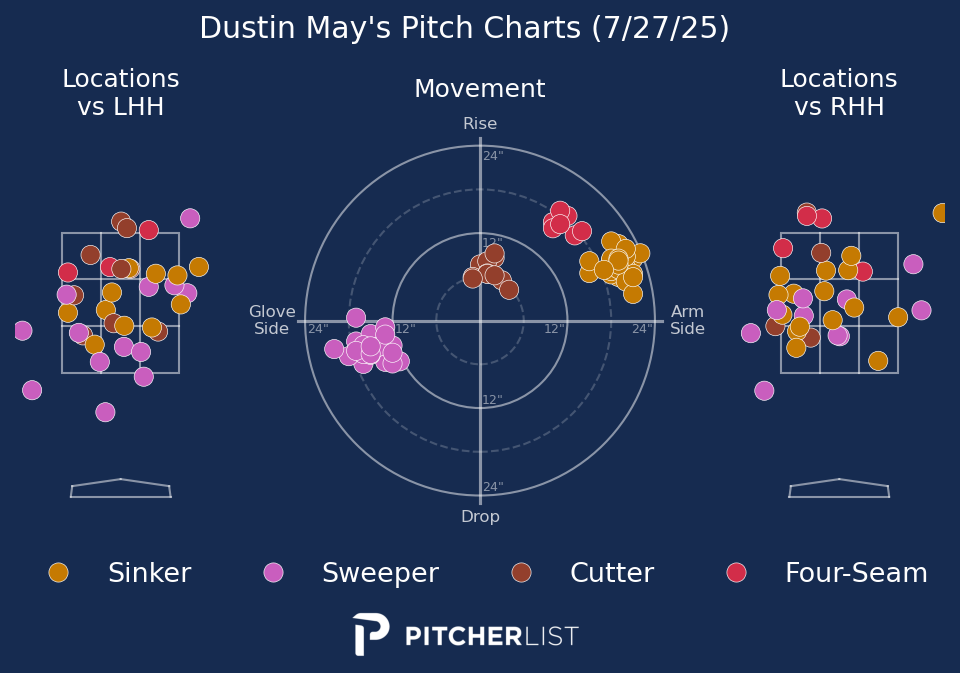 Dustin May's Pitch Charts (7/27/25)
Locations
vs LHH
Movement
Locations
vs RHH
Rise
24"
12"
Glove
Side
24"
12"
12"
24"
Arm
Side
12"
24"
Drop
Sinker
Sweeper
Cutter
Four-Seam
PITCHERLIST